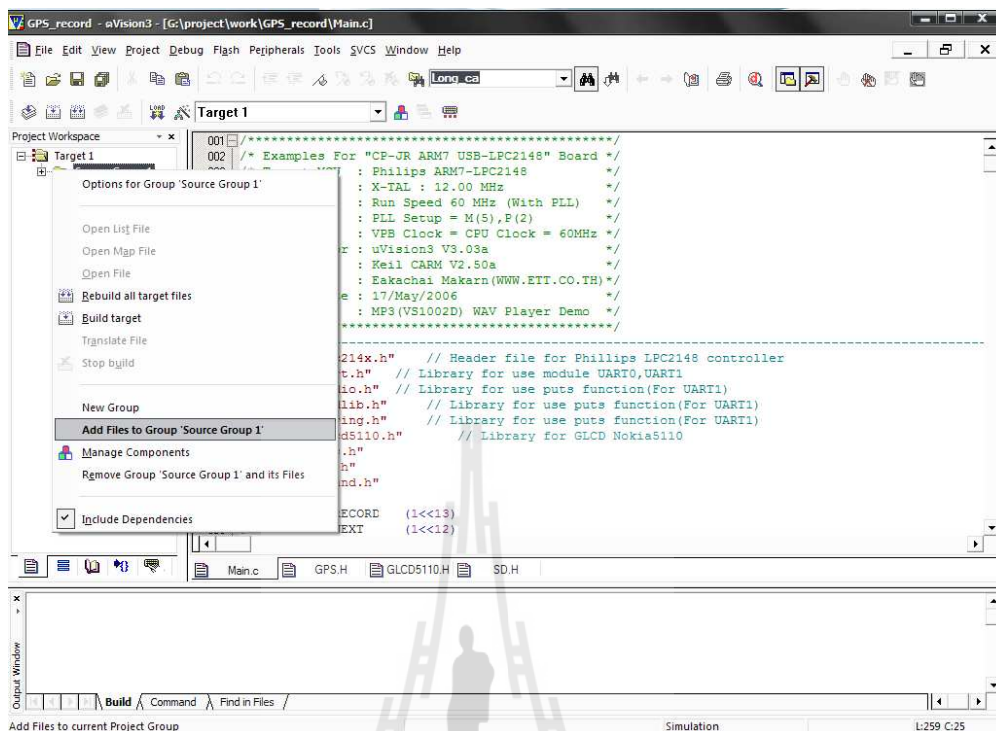 GPS_record - µVision3 - [G:\project\work\GPS_record\Main.c]
File Edit View Project Debug Flash Peripherals Tools SVCS Window Help
Long_ca
Target 1
Project Workspace
Target 1
Options for Group 'Source Group 1'
Open List File
Open Map File
Open File
Rebuild all target files
Build target
Translate File
Stop build
New Group
Add Files to Group 'Source Group 1'
Manage Components
Remove Group 'Source Group 1' and its Files
Include Dependencies
001 /***********************************************/
002 /* Examples For "CP-JR ARM7 USB-LPC2148" Board */
: Philips ARM7-LPC2148 */
: X-TAL : 12.00 MHz */
: Run Speed 60 MHz (With PLL) */
: PLL Setup = M(5),P(2) */
: VPB Clock = CPU Clock = 60MHz */
r : uVision3 V3.03a */
: Keil CARM V2.50a */
: Eakachai Makarn(WWW.ETT.CO.TH)*/
e : 17/May/2006 */
: MP3(VS1002D) WAV Player Demo */
***********************************/
214x.h" // Header file for Phillips LPC2148 controller
t.h" // Library for use module UART0,UART1
io.h" // Library for use puts function(For UART1)
lib.h" // Library for use puts function(For UART1)
ing.h" // Library for use puts function(For UART1)
d5110.h" // Library for GLCD Nokia5110
.h"
h"
nd.h"
RECORD (1<<13)
NEXT (1<<12)
Main.c GPS.H GLCD5110.H SD.H
Output Window
Build Command Find in Files
Add Files to current Project Group Simulation L:259 C:25